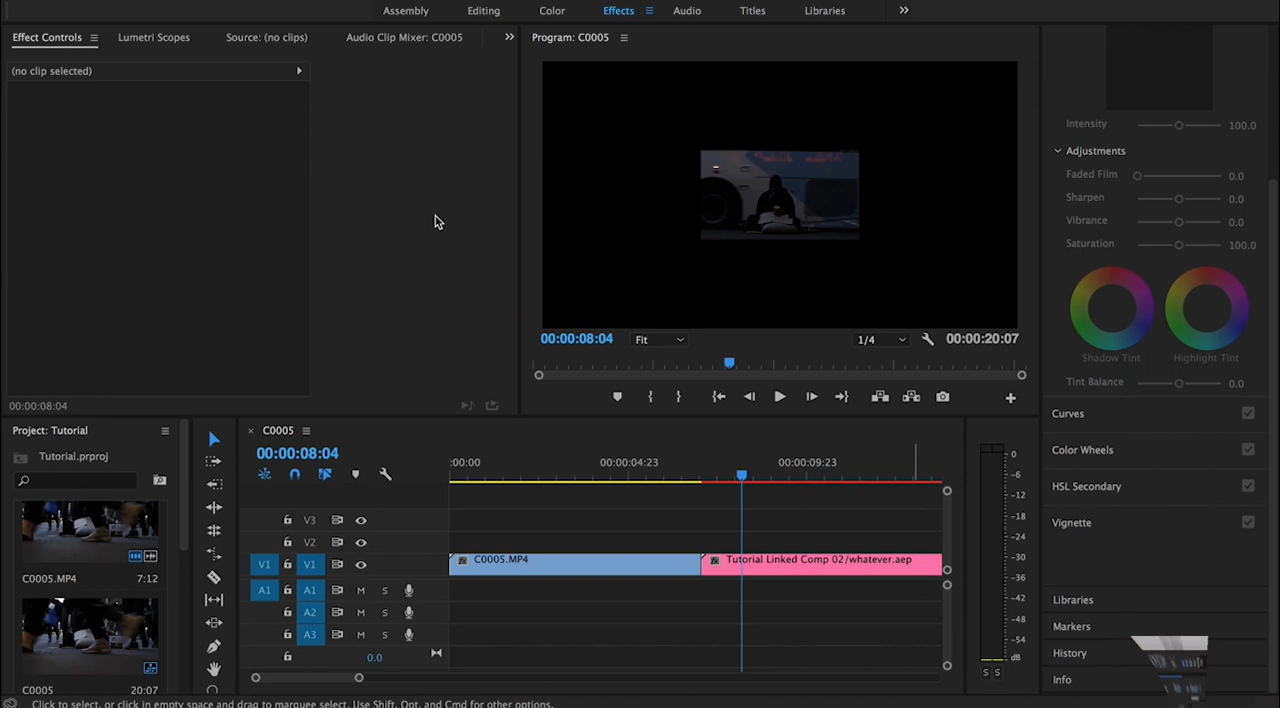 Assembly Editing Color Effects Audio Titles Libraries
Effect Controls Lumetri Scopes Source: (no clips) Audio Clip Mixer: C0005
(no clip selected)
00:00:08:04
Program: C0005
00:00:08:04 Fit 1/4 00:00:20:07
Intensity 100.0
Adjustments
Faded Film 0.0
Sharpen 0.0
Vibrance 0.0
Saturation 100.0
Shadow Tint Highlight Tint
Tint Balance 0.0
Curves
Color Wheels
HSL Secondary
Vignette
Libraries
Markers
History
Info
Project: Tutorial
Tutorial.prproj
C0005.MP4 7:12
C0005 20:07
C0005
00:00:08:04
:00:00 00:04:23 00:09:23
V3
V2
V1 V1 C0005.MP4 Tutorial Linked Comp 02/whatever.aep
A1 A1 M S
A2 M S
A3 M S
0.0
0
-6
-12
-18
-24
-30
-36
-42
-48
-54
dB
S S
Click to select, or click in empty space and drag to marquee select. Use Shift, Opt, and Cmd for other options.